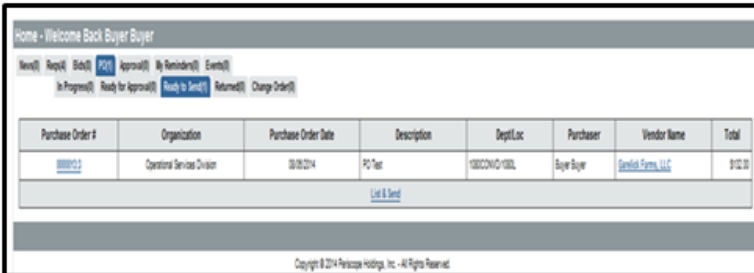 Home - Welcome Back Buyer Buyer
News(0) Reqs(4) Bids(0) PO(1) Approval(0) My Reminders(0) Events(0)
In Progress(0) Ready for Approval(0) Ready to Send(1) Returned(0) Change Order(0)
Purchase Order # Organization Purchase Order Date Description Dept/Loc Purchaser Vendor Name Total
Operational Services Division PO Test Buyer Buyer Garelick Farms, LLC
List & Send
Copyright © 2014 Periscope Holdings, Inc. - All Rights Reserved.